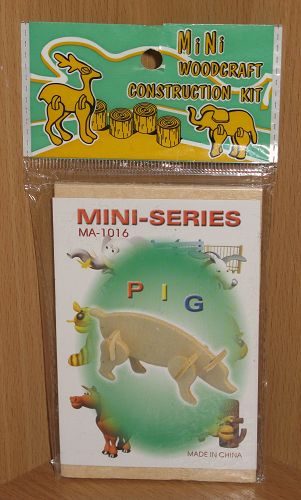 MiNi
WOODCRAFT
CONSTRUCTION KIT
MINI-SERIES
MA-1016
PIG
MADE IN CHINA